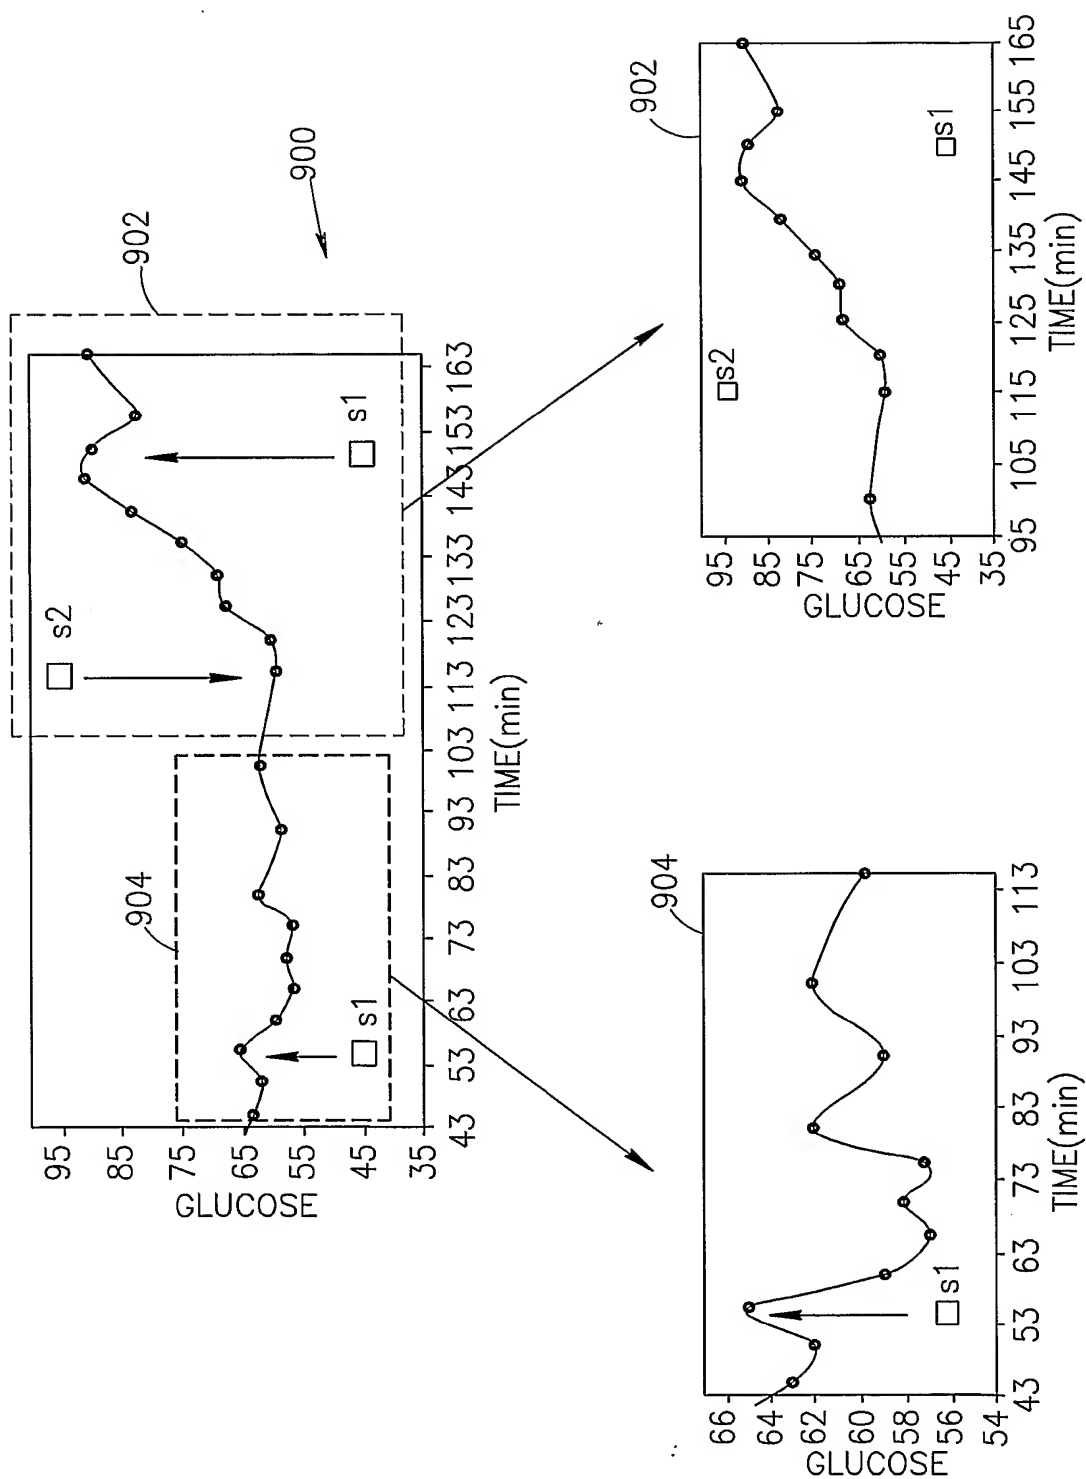 900
902
904
95
85
75
65
55
45
35
GLUCOSE
s2
s1
s1
43 53 63 73 83 93 103 113 123 133 143 153 163
TIME(min)
904
66
64
62
60
58
56
54
GLUCOSE
s1
43 53 63 73 83 93 103 113
TIME(min)
902
95
85
75
65
55
45
35
GLUCOSE
s2
s1
95 105 115 125 135 145 155 165
TIME(min)